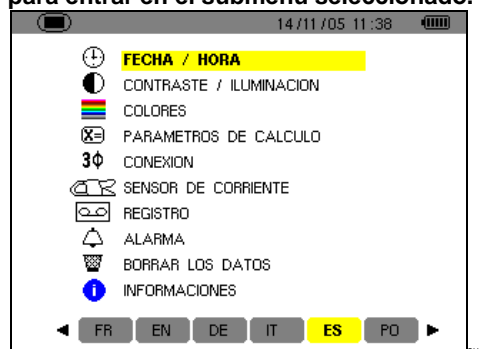 para entrar en el submenú seleccionado.
14/11/05 11:38
FECHA / HORA
CONTRASTE / ILUMINACION
COLORES
X= PARAMETROS DE CALCULO
3ф CONEXION
SENSOR DE CORRIENTE
REGISTRO
ALARMA
BORRAR LOS DATOS
i INFORMACIONES
FR EN DE IT ES PO